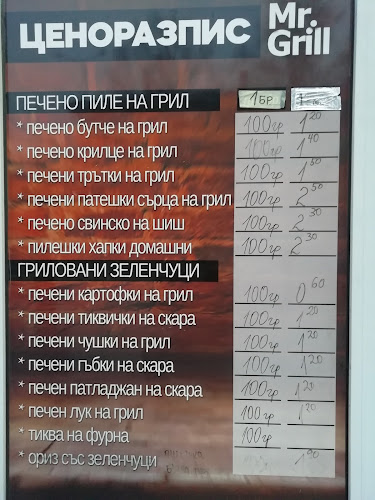 ЦЕНОРАЗПИС Mr. Grill
ПЕЧЕНО ПИЛЕ НА ГРИЛ 1БР
* печено бутче на грил 100гр 1 20
* печено крилце на грил 100гр 1 40
* печени трътки на грил 100гр 1 50
* печени патешки сърца на грил 100гр 2 50
* печено свинско на шиш 100гр 2 30
* пилешки хапки домашни 100гр 2 30
ГРИЛОВАНИ ЗЕЛЕНЧУЦИ
* печени картофки на грил 100гр 0 60
* печени тиквички на скара 100гр 1 20
* печени чушки на грил 100гр 1 20
* печени гъбки на скара 100гр 1 20
* печен патладжан на скара 100гр 1 20
* печен лук на грил 100гр 1 20
* тиква на фурна 100гр
* ориз със зеленчуци 1 90